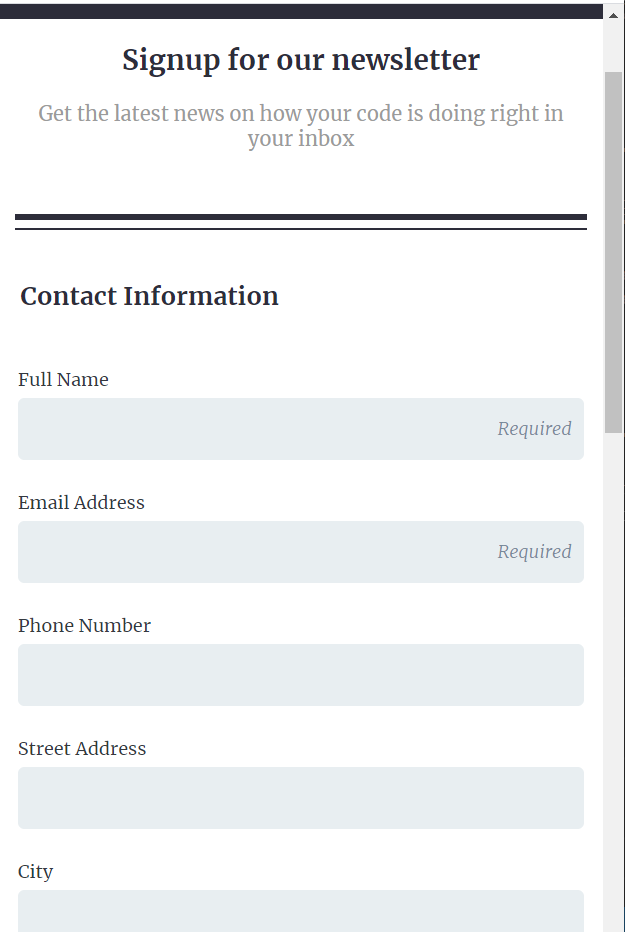 Signup for our newsletter
Get the latest news on how your code is doing right in
your inbox
Contact Information
Full Name
Required
Email Address
Required
Phone Number
Street Address
City